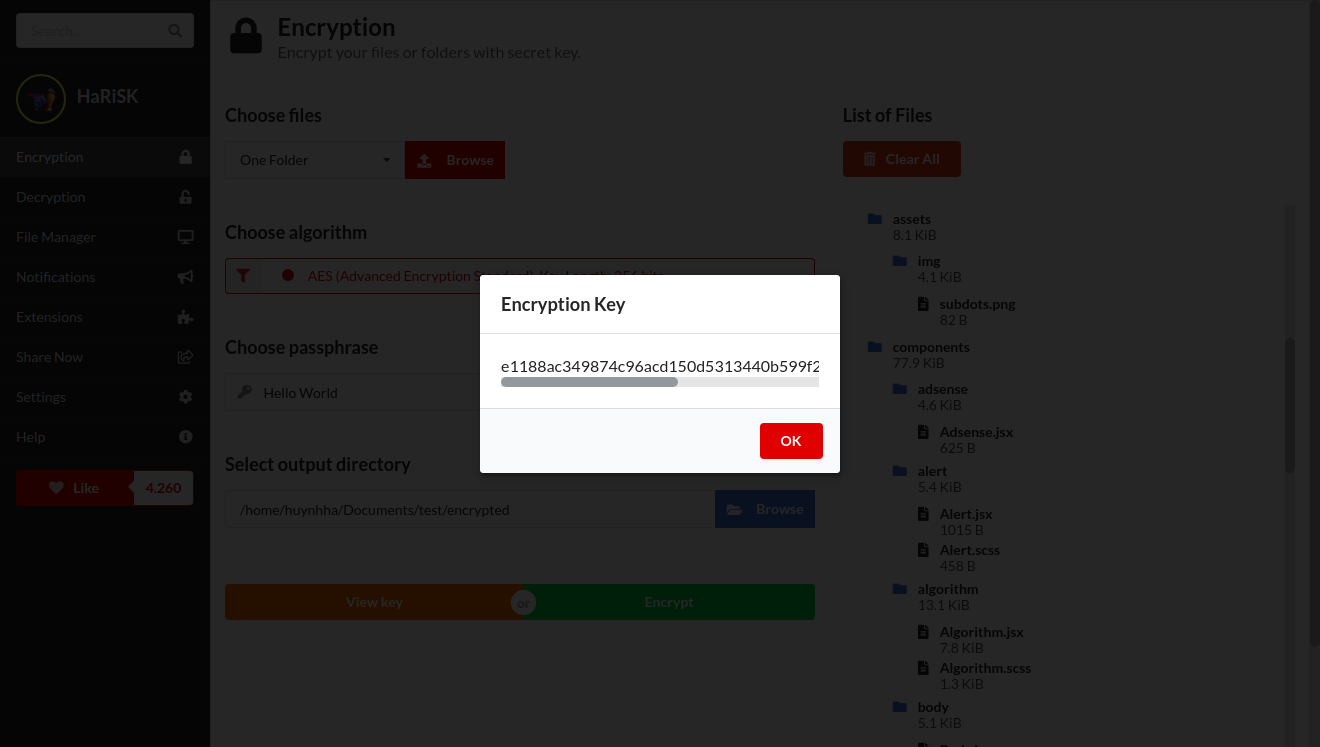 Search...
HaRiSK
Encryption
Decryption
File Manager
Notifications
Extensions
Share Now
Settings
Help
Like
4.260
Encryption
Encrypt your files or folders with secret key.
Choose files
One Folder
Browse
Choose algorithm
AES (Advanced Encryption Standard), Key Length: 256 bits
Choose passphrase
Hello World
Select output directory
/home/huynhha/Documents/test/encrypted
Browse
View key
or
Encrypt
Encryption Key
e1188ac349874c96acd150d5313440b599f2
OK
List of Files
Clear All
assets
8.1 KiB
img
4.1 KiB
subdots.png
82 B
components
77.9 KiB
adsense
4.6 KiB
Adsense.jsx
625 B
alert
5.4 KiB
Alert.jsx
1015 B
Alert.scss
458 B
algorithm
13.1 KiB
Algorithm.jsx
7.8 KiB
Algorithm.scss
1.3 KiB
body
5.1 KiB